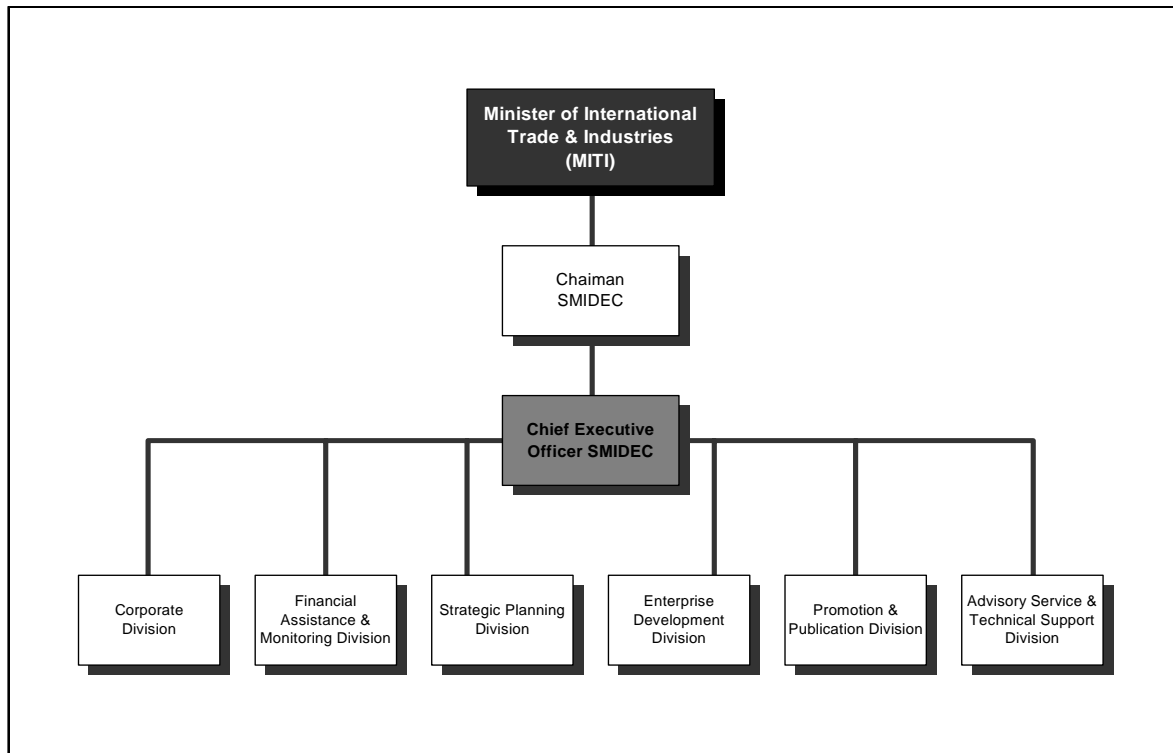 Minister of International
Trade & Industries
(MITI)
Chaiman
SMIDEC
Chief Executive
Officer SMIDEC
Corporate
Division
Financial
Assistance &
Monitoring Division
Strategic Planning
Division
Enterprise
Development
Division
Promotion &
Publication Division
Advisory Service &
Technical Support
Division